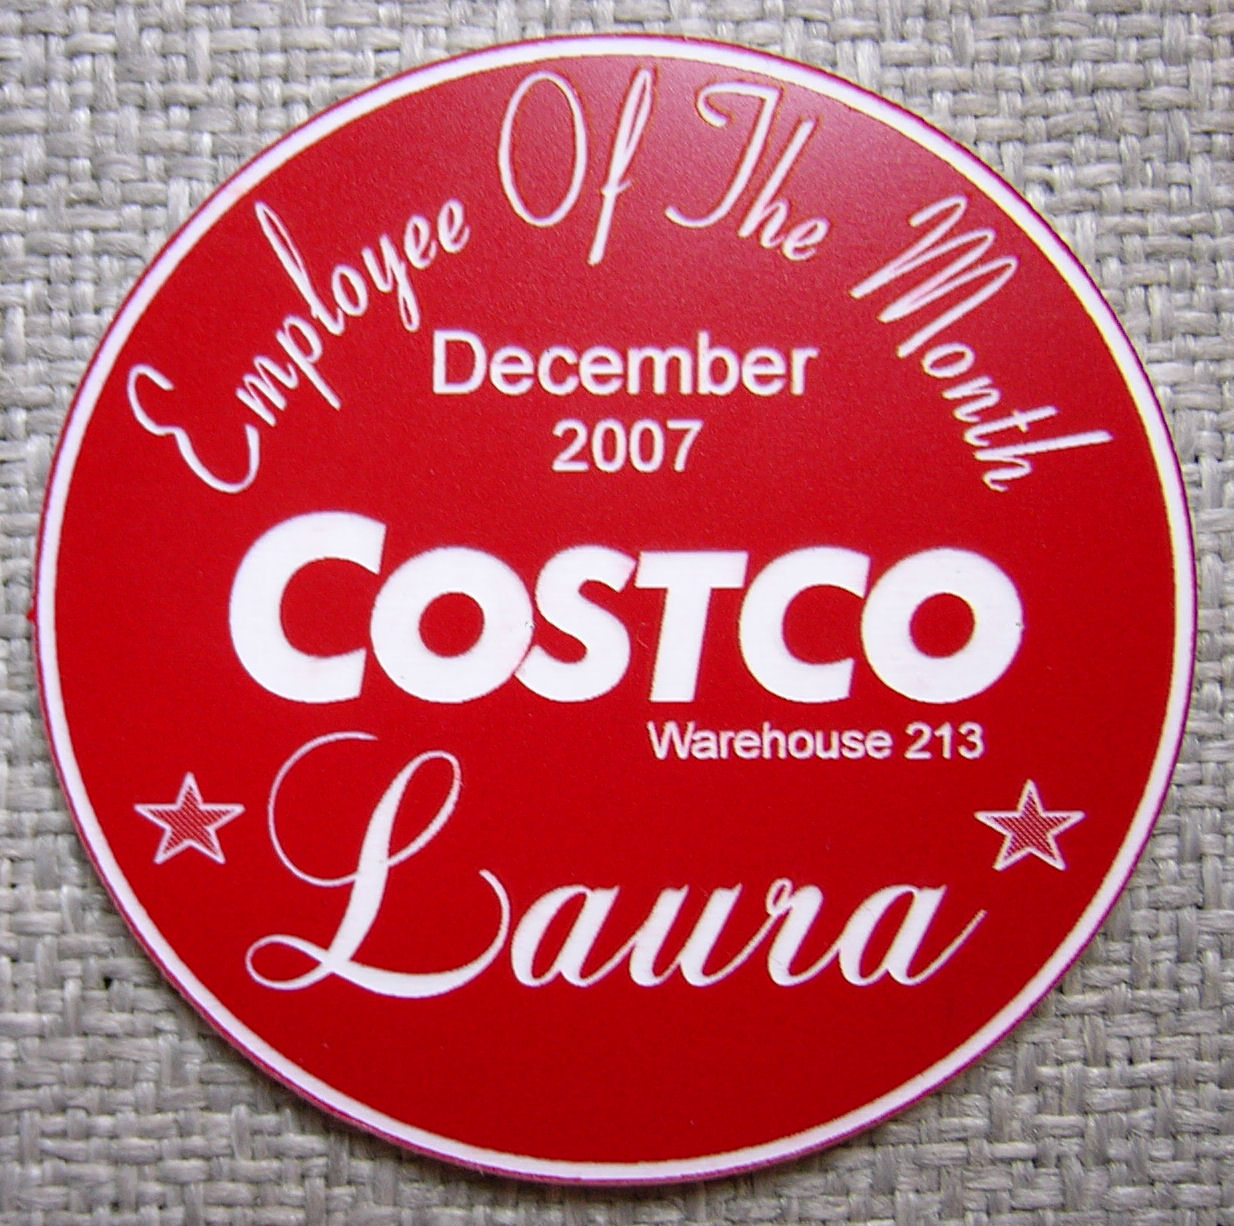 Employee Of The Month
December
2007
COSTCO
Warehouse 213
Laura